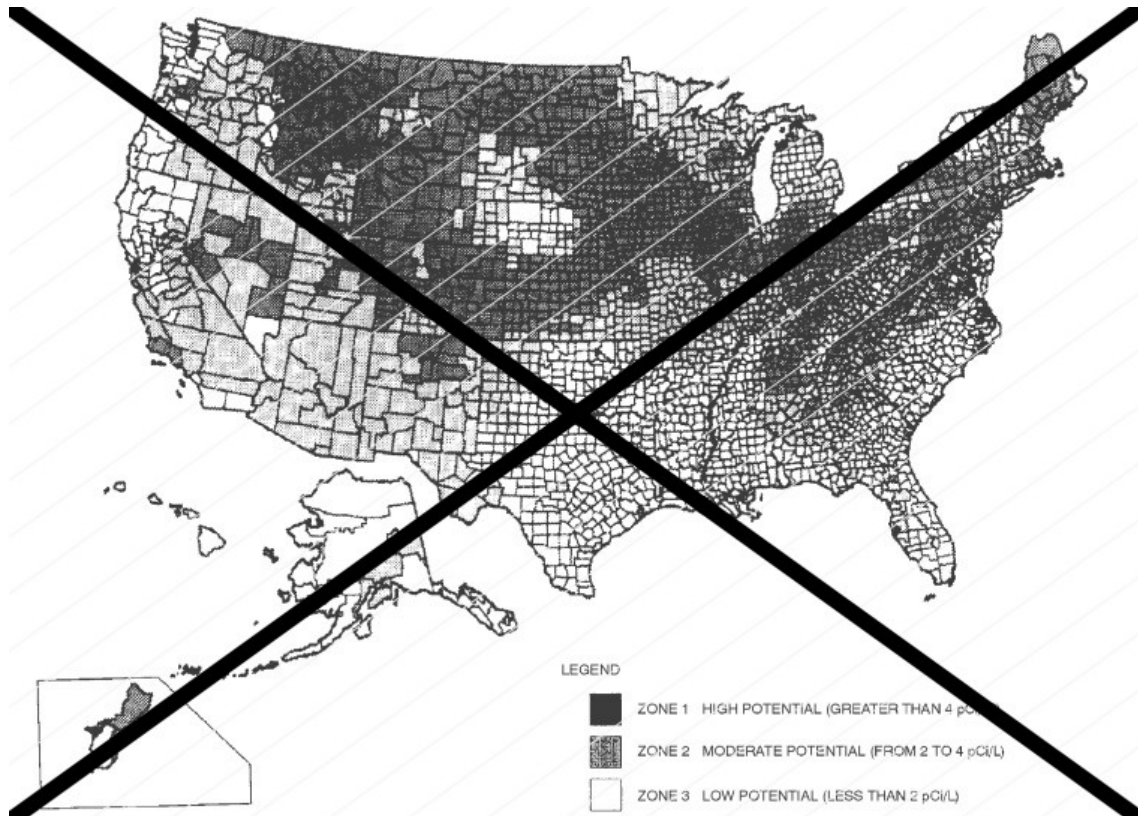 LEGEND
ZONE 1 HIGH POTENTIAL (GREATER THAN 4
ZONE 2 MODERATE POTENTIAL (FROM 2 TO 4 pCi/L)
ZONE 3 LOW POTENTIAL (LESS THAN 2 pCi/L)